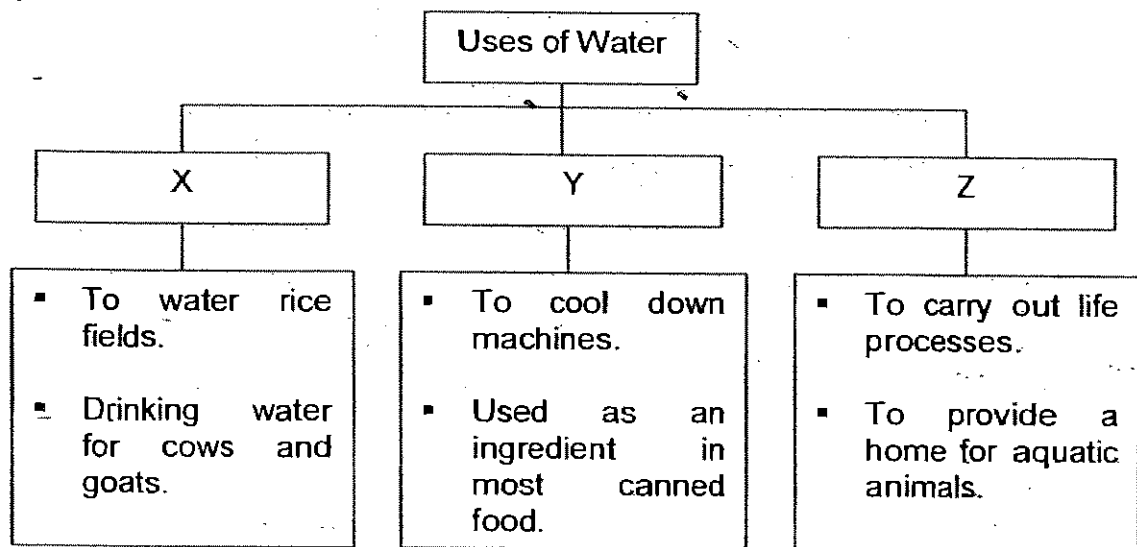 Uses of Water
X
Y
Z
▪ To water rice
fields.
▪ Drinking water
for cows and
goats.
▪ To cool down
machines.
▪ Used as an
ingredient in
most canned
food.
▪ To carry out life
processes.
▪ To provide a
home for aquatic
animals.